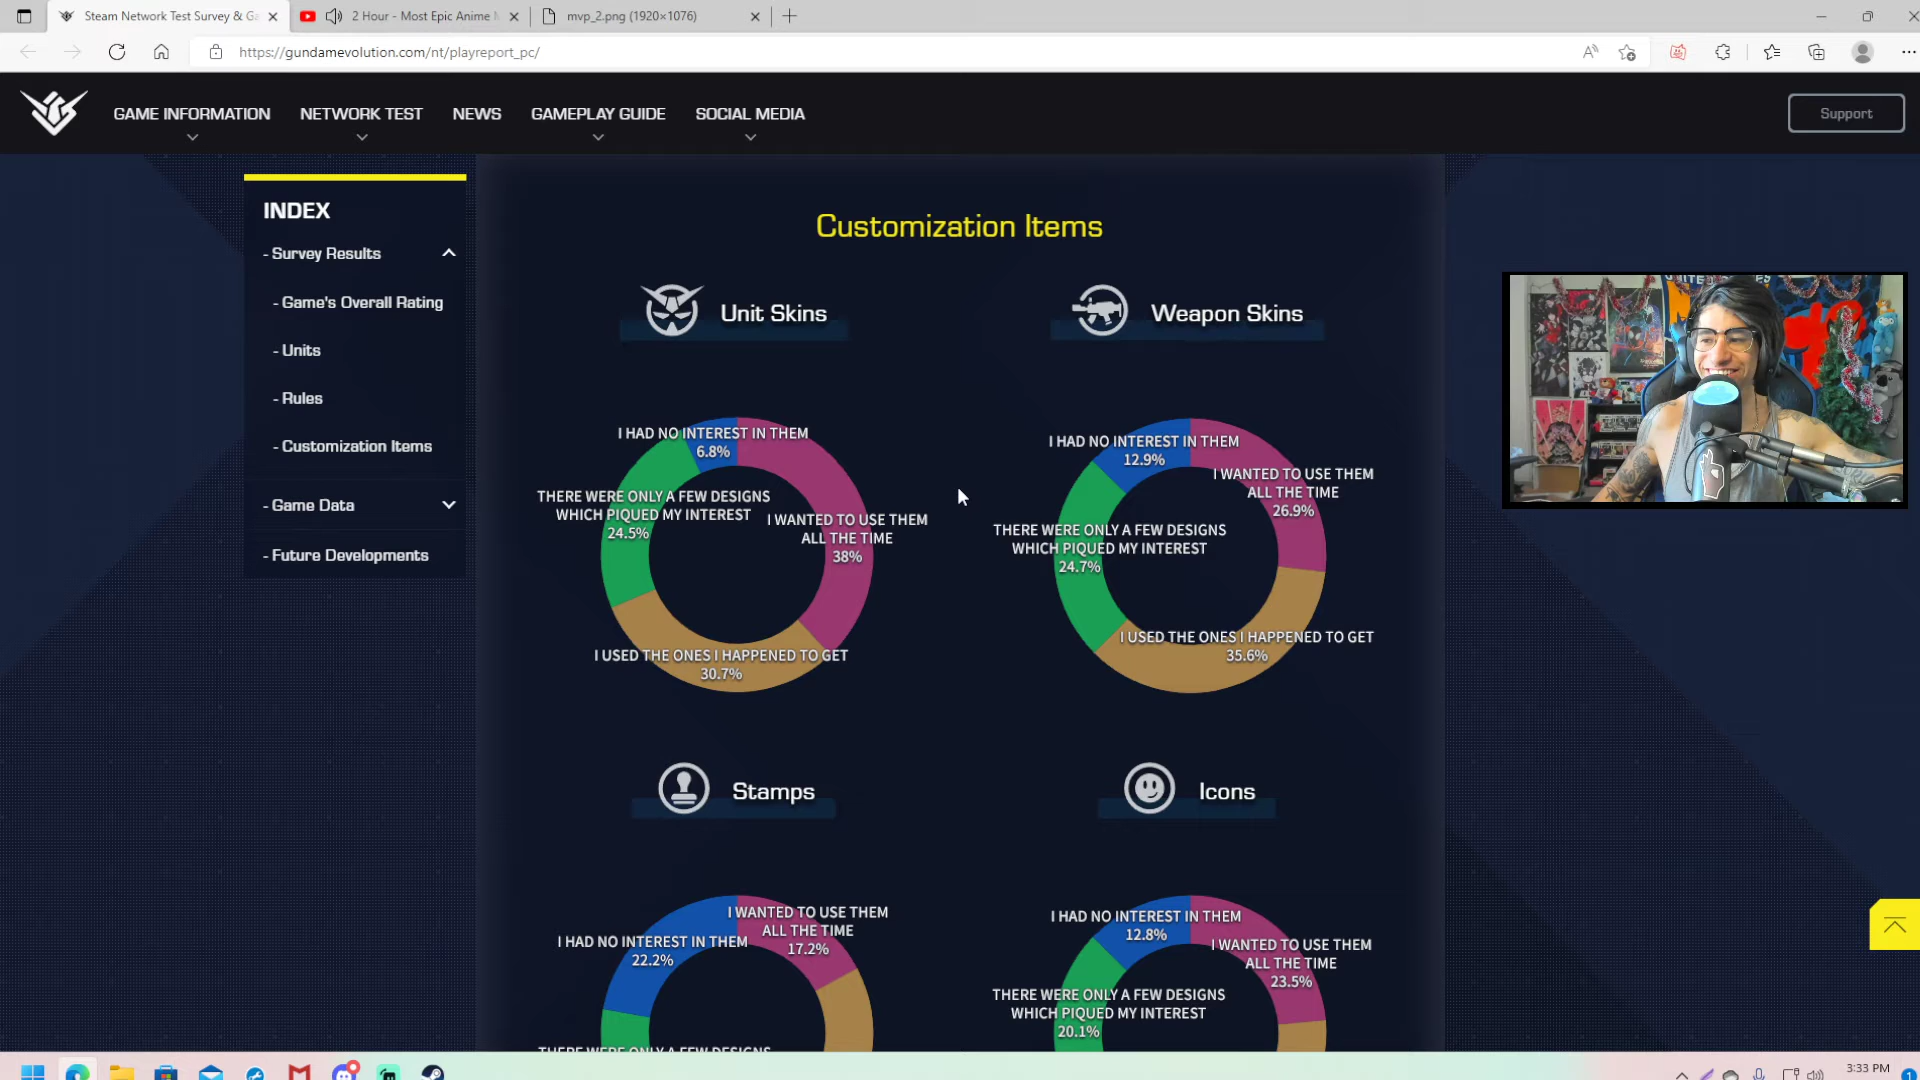 Steam Network Test Survey & Ga
2 Hour - Most Epic Anime M
mvp_2.png (1920×1076)
https://gundamevolution.com/nt/playreport_pc/
GAME INFORMATION
NETWORK TEST
NEWS
GAMEPLAY GUIDE
SOCIAL MEDIA
Support
INDEX
- Survey Results
- Game's Overall Rating
- Units
- Rules
- Customization Items
- Game Data
- Future Developments
Customization Items
Unit Skins
I HAD NO INTEREST IN THEM
6.8%
THERE WERE ONLY A FEW DESIGNS
WHICH PIQUED MY INTEREST
24.5%
I WANTED TO USE THEM
ALL THE TIME
38%
I USED THE ONES I HAPPENED TO GET
30.7%
Weapon Skins
I HAD NO INTEREST IN THEM
12.9%
I WANTED TO USE THEM
ALL THE TIME
26.9%
THERE WERE ONLY A FEW DESIGNS
WHICH PIQUED MY INTEREST
24.7%
I USED THE ONES I HAPPENED TO GET
35.6%
Stamps
I WANTED TO USE THEM
ALL THE TIME
17.2%
I HAD NO INTEREST IN THEM
22.2%
THERE WERE ONLY A FEW DESIGNS
Icons
I HAD NO INTEREST IN THEM
12.8%
I WANTED TO USE THEM
ALL THE TIME
23.5%
THERE WERE ONLY A FEW DESIGNS
WHICH PIQUED MY INTEREST
20.1%
3:33 PM
1